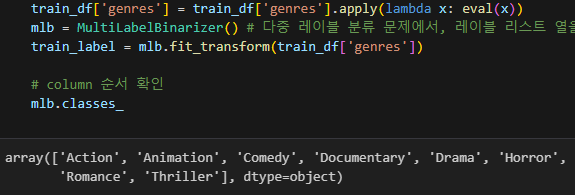 train_df['genres'] = train_df['genres'].apply(lambda x: eval(x))
mlb = MultiLabelBinarizer() # 다중 레이블 분류 문제에서, 레이블 리스트 열을
train_label = mlb.fit_transform(train_df['genres'])
# column 순서 확인
mlb.classes_
array(['Action', 'Animation', 'Comedy', 'Documentary', 'Drama', 'Horror',
'Romance', 'Thriller'], dtype=object)